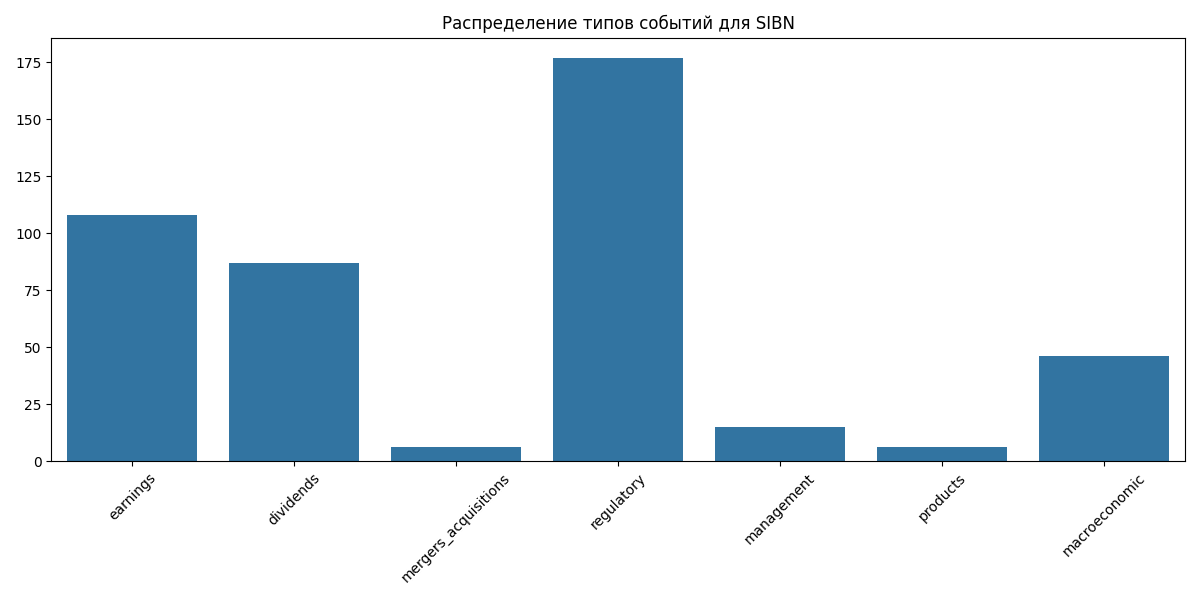 Распределение типов событий для SIBN
175
150
125
100
75
50
25
0
earnings
dividends
mergers_acquisitions
regulatory
management
products
macroeconomic